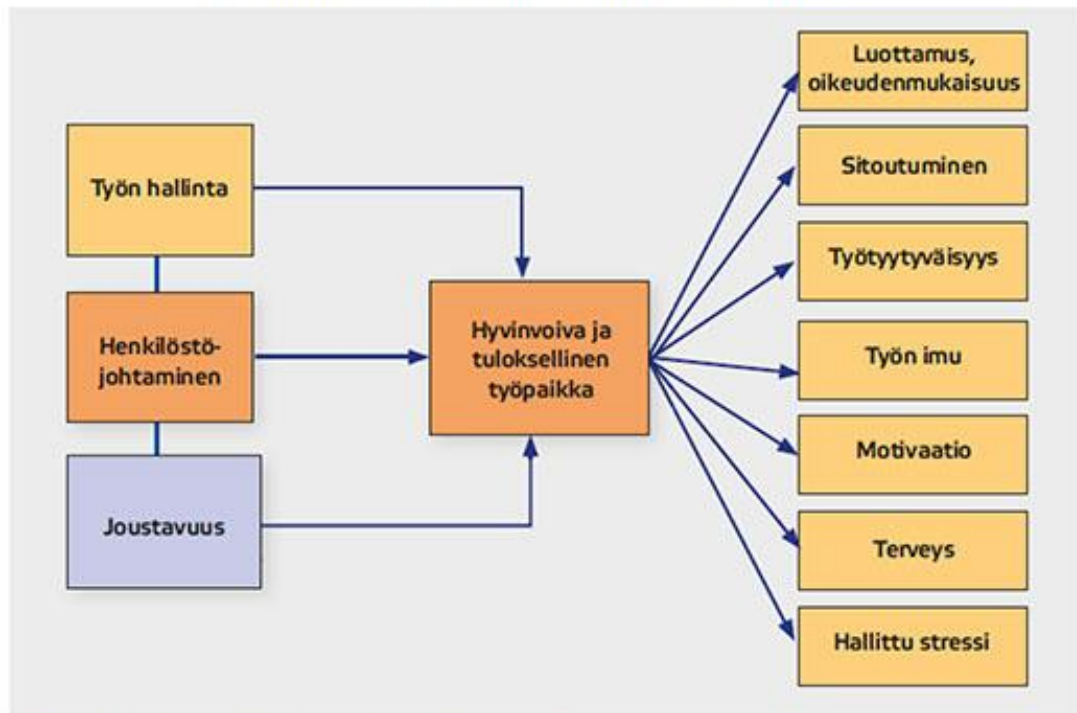 Työn hallinta
Henkilöstö-
johtaminen
Joustavuus
Hyvinvoiva ja
tuloksellinen
työpaikka
Luottamus,
oikeudenmukaisuus
Sitoutuminen
Työtyytyväisyys
Työn imu
Motivaatio
Terveys
Hallittu stressi